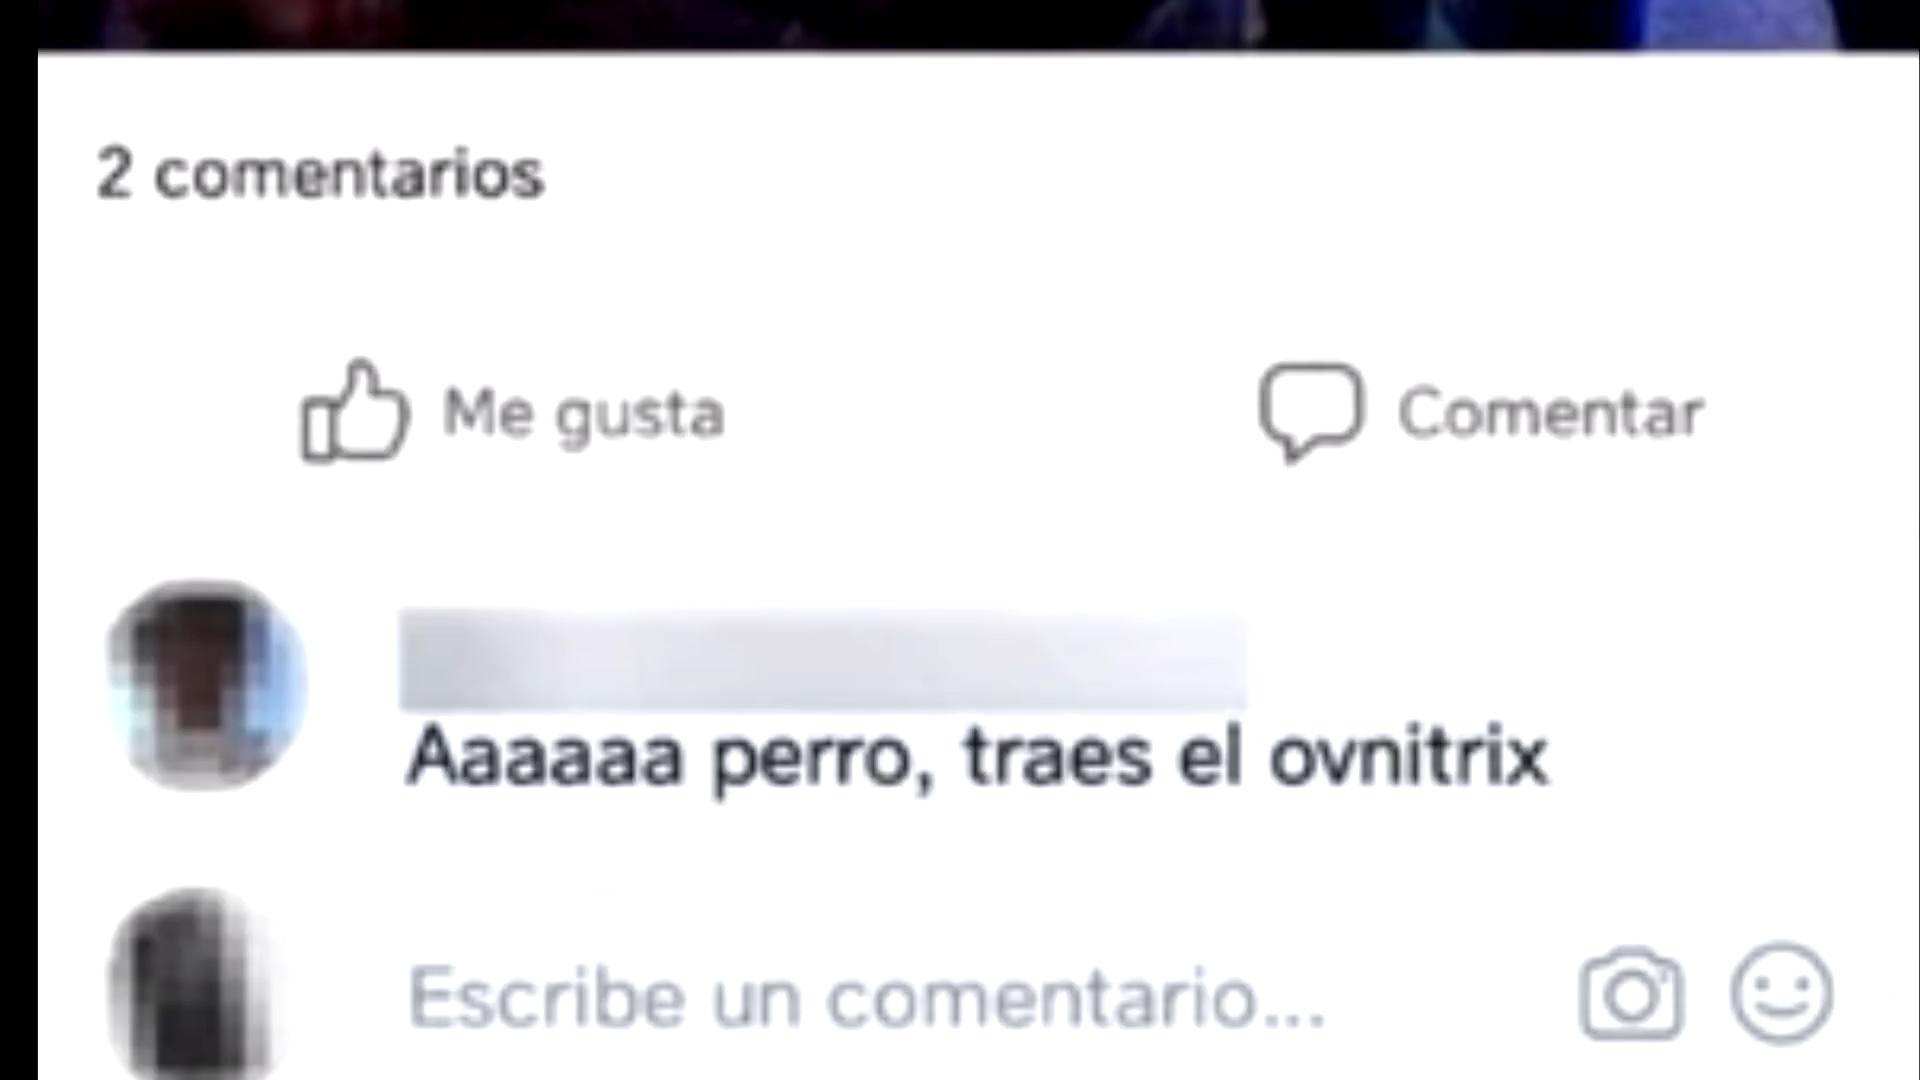 2 comentarios
Me gusta
Comentar
Aaaaaa perro, traes el ovnitrix
Escribe un comentario...